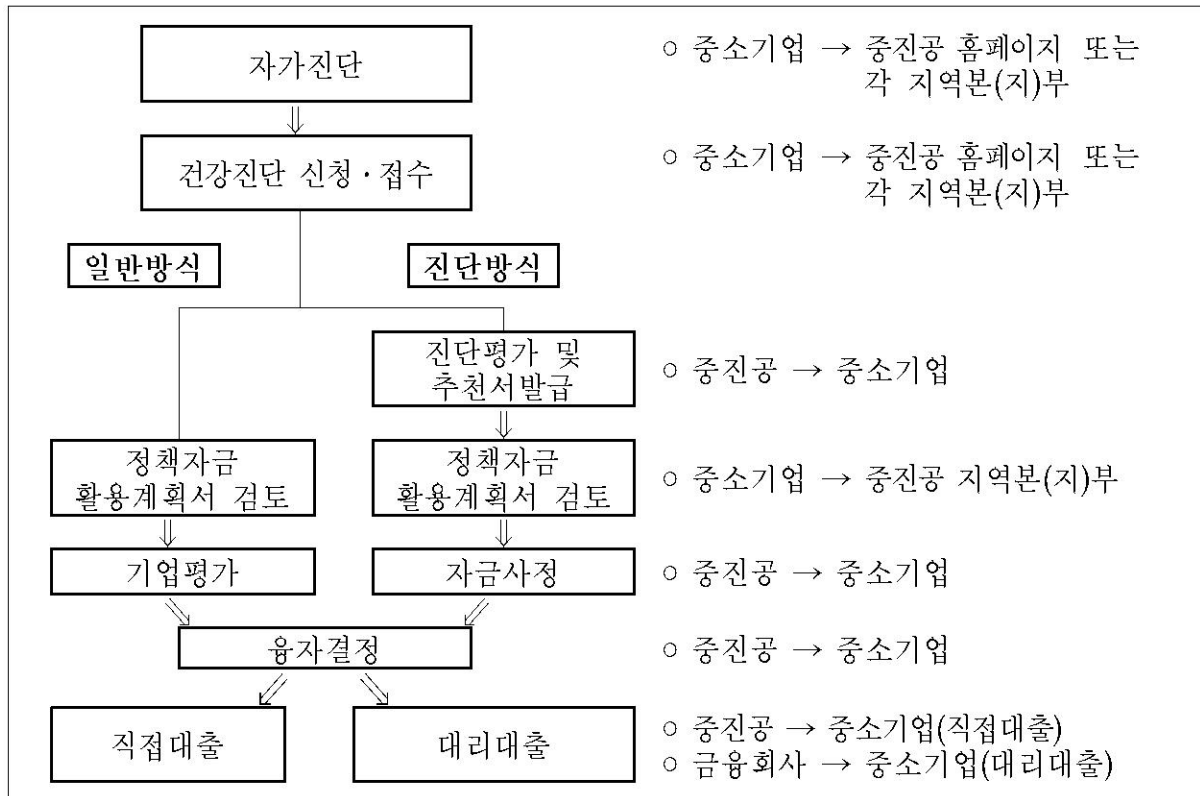 자가진단
○ 중소기업 → 중진공 홈페이지 또는
각 지역본(지)부
건강진단 신청·접수
○ 중소기업 → 중진공 홈페이지 또는
각 지역본(지)부
일반방식
진단방식
진단평가 및
추천서발급
○ 중진공 → 중소기업
정책자금
활용계획서 검토
정책자금
활용계획서 검토
○ 중소기업 → 중진공 지역본(지)부
기업평가
자금사정
○ 중진공 → 중소기업
융자결정
○ 중진공 → 중소기업
직접대출
대리대출
○ 중진공 → 중소기업(직접대출)
○ 금융회사 → 중소기업(대리대출)